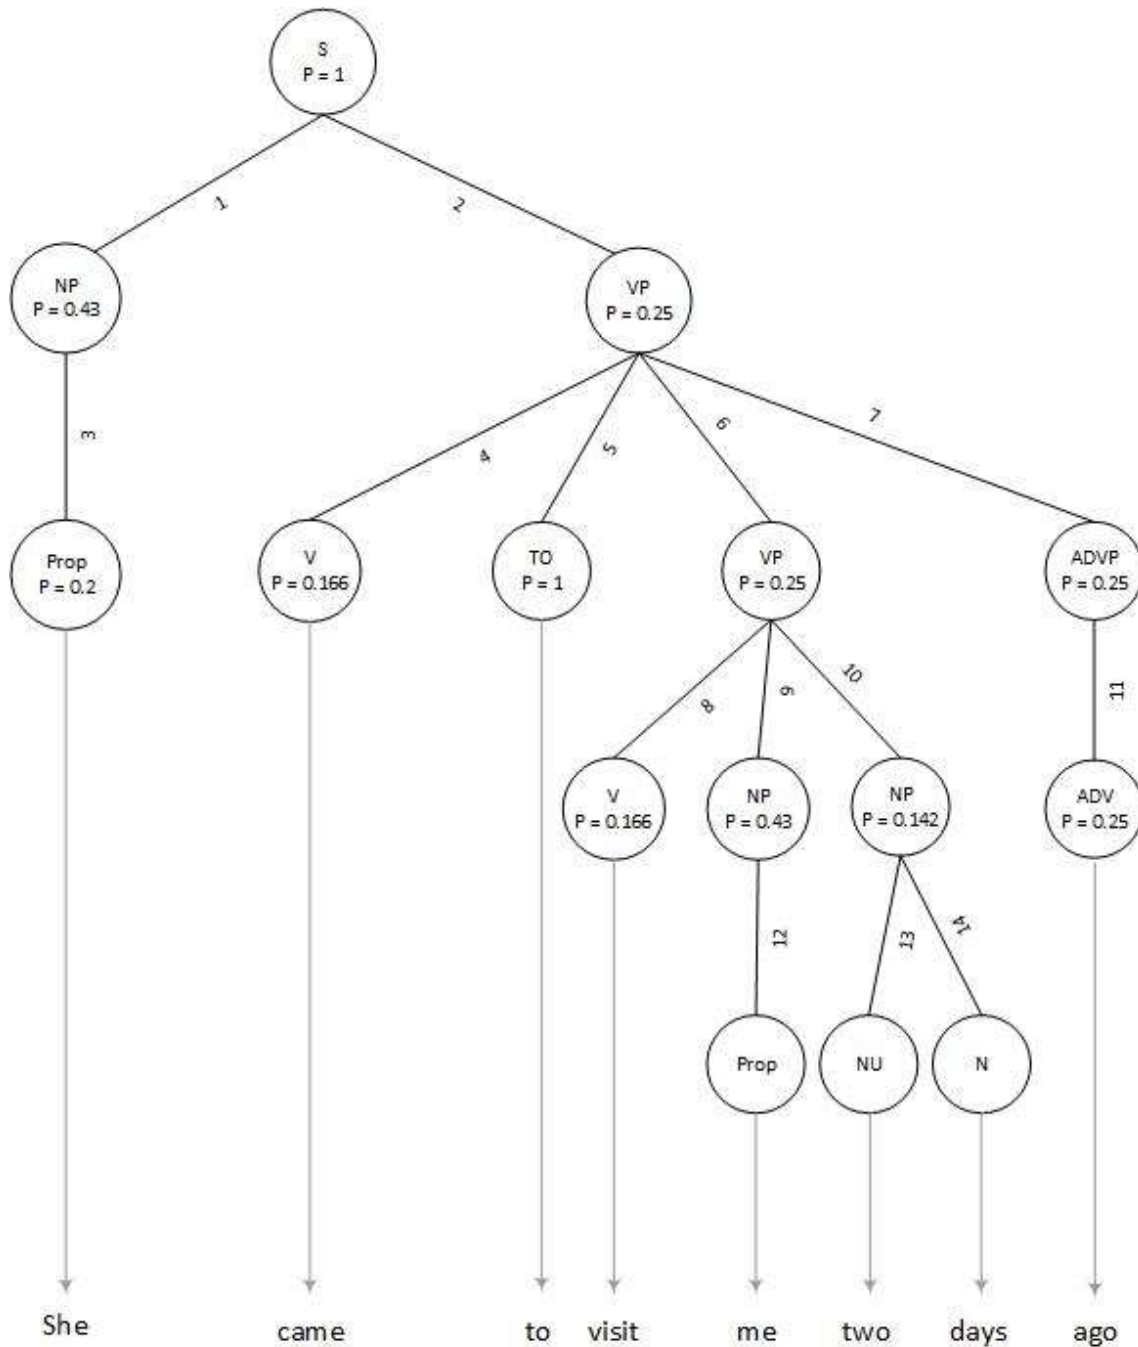 S
P = 1
1
2
NP
P = 0.43
VP
P = 0.25
3
4
5
6
7
Prop
P = 0.2
V
P = 0.166
TO
P = 1
VP
P = 0.25
ADVP
P = 0.25
8
9
10
11
V
P = 0.166
NP
P = 0.43
NP
P = 0.142
ADV
P = 0.25
12
13
14
Prop
NU
N
She came to visit me two days ago